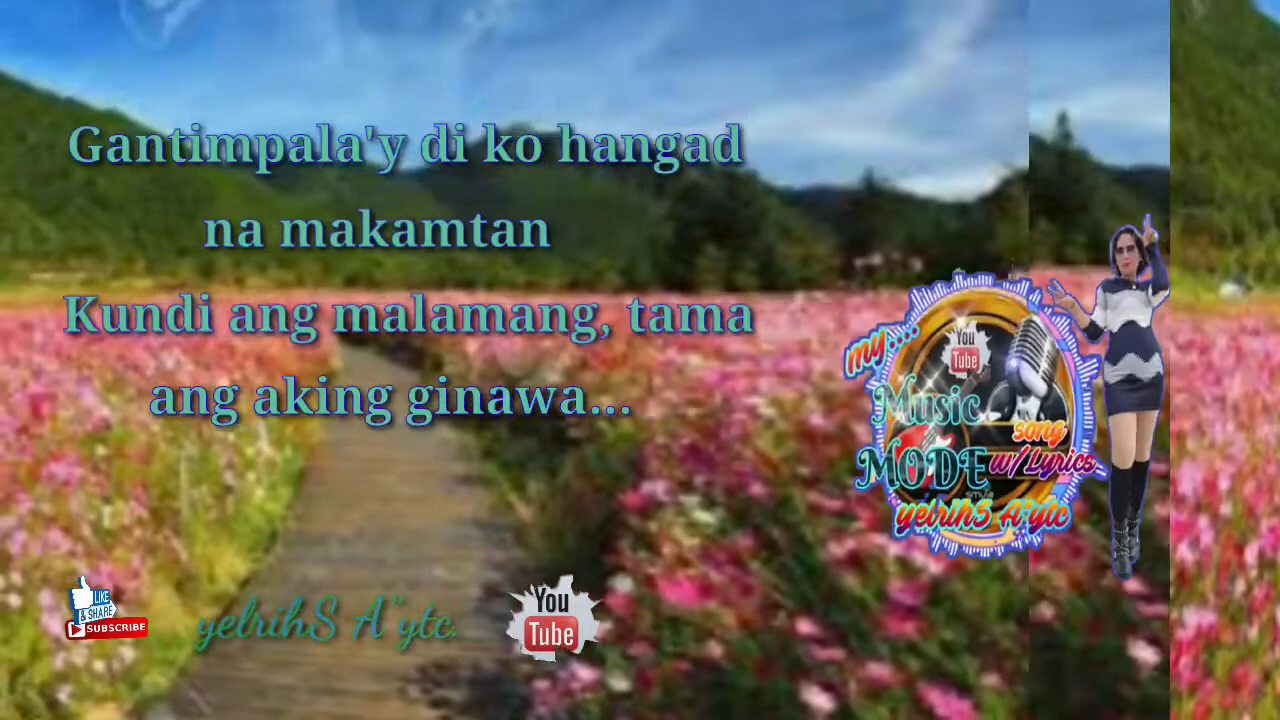 Gantimpala'y di ko hangad
na makamtan
Kundi ang malamang, tama
ang aking ginawa...
my....
You
Tube
Music
song
MODE w/Lyrics
smule
yelrihS A"ytc
LIKE
& SHARE
SUBSCRIBE
yelrihS A"ytc.
You
Tube